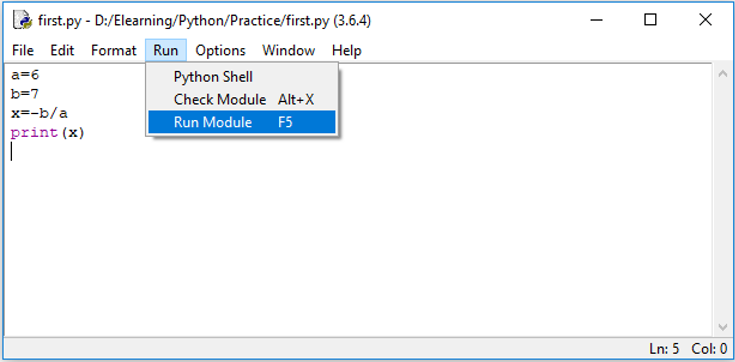 first.py - D:/Elearning/Python/Practice/first.py (3.6.4)
File Edit Format Run Options Window Help
a=6
b=7
x=-b/a
print(x)
Python Shell
Check Module Alt+X
Run Module F5
Ln: 5 Col: 0